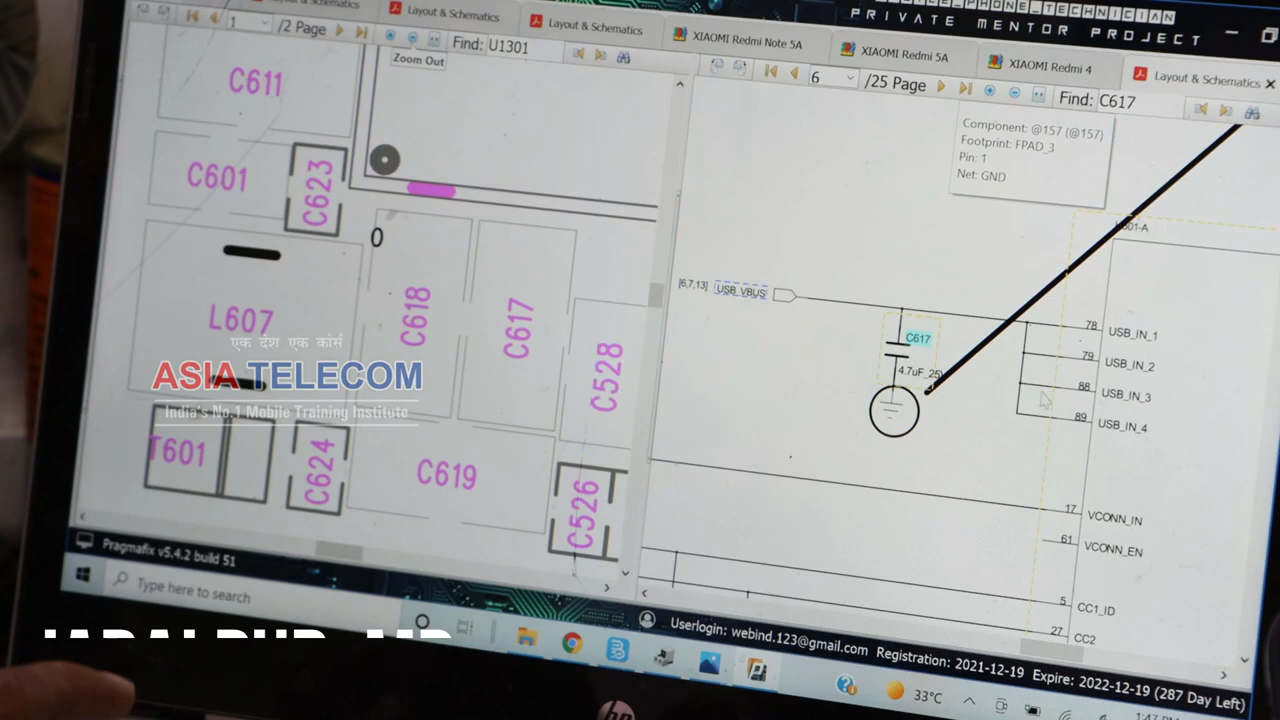 PRIVATE MENTOR PROJECT
Layout & Schematics
Layout & Schematics
XIAOMI Redmi Note 5A
XIAOMI Redmi 5A
XIAOMI Redmi 4
Layout & Schematics
1 /2 Page
Find: U1301
6 /25 Page
Find: C617
Zoom Out
Component: @157 (@157)
Footprint: FPAD_3
Pin: 1
Net: GND
C611
C601
C623
0
L607
C618
C617
C528
T601
C624
C619
C526
[6,7,13] USB_VBUS
C617
78 USB_IN_1
79 USB_IN_2
88 USB_IN_3
89 USB_IN_4
17 VCONN_IN
61 VCONN_EN
5 CC1_ID
27 CC2
एक देश एक कोर्स
ASIA TELECOM
India's No.1 Mobile Training Institute
Pragmafix v5.4.2 build 51
Userlogin: webind.123@gmail.com Registration: 2021-12-19 Expire: 2022-12-19 (287 Day Left)
Type here to search
33°C
hp